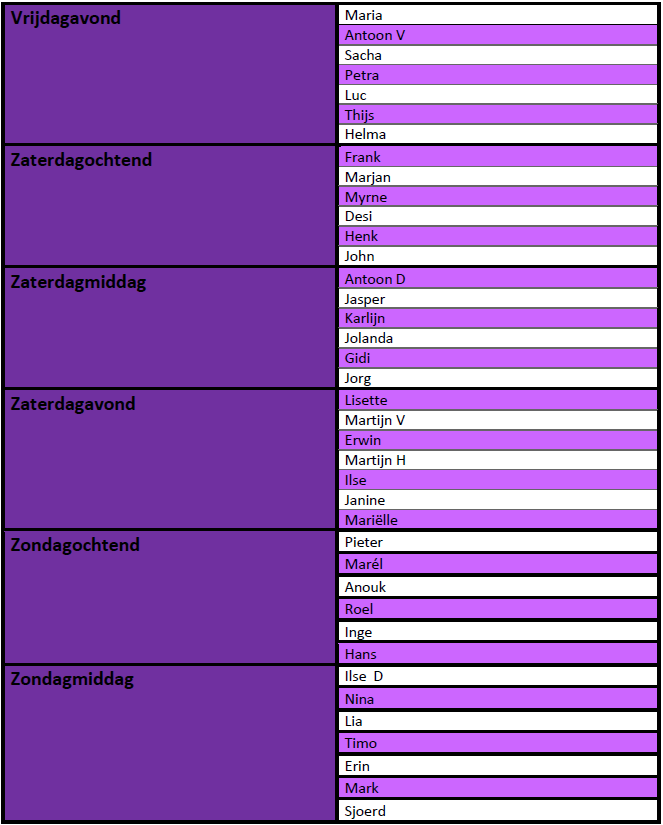 Vrijdagavond
Maria
Antoon V
Sacha
Petra
Luc
Thijs
Helma
Zaterdagochtend
Frank
Marjan
Myrne
Desi
Henk
John
Zaterdagmiddag
Antoon D
Jasper
Karlijn
Jolanda
Gidi
Jorg
Zaterdagavond
Lisette
Martijn V
Erwin
Martijn H
Ilse
Janine
Mariëlle
Zondagochtend
Pieter
Marél
Anouk
Roel
Inge
Hans
Zondagmiddag
Ilse  D
Nina
Lia
Timo
Erin
Mark
Sjoerd